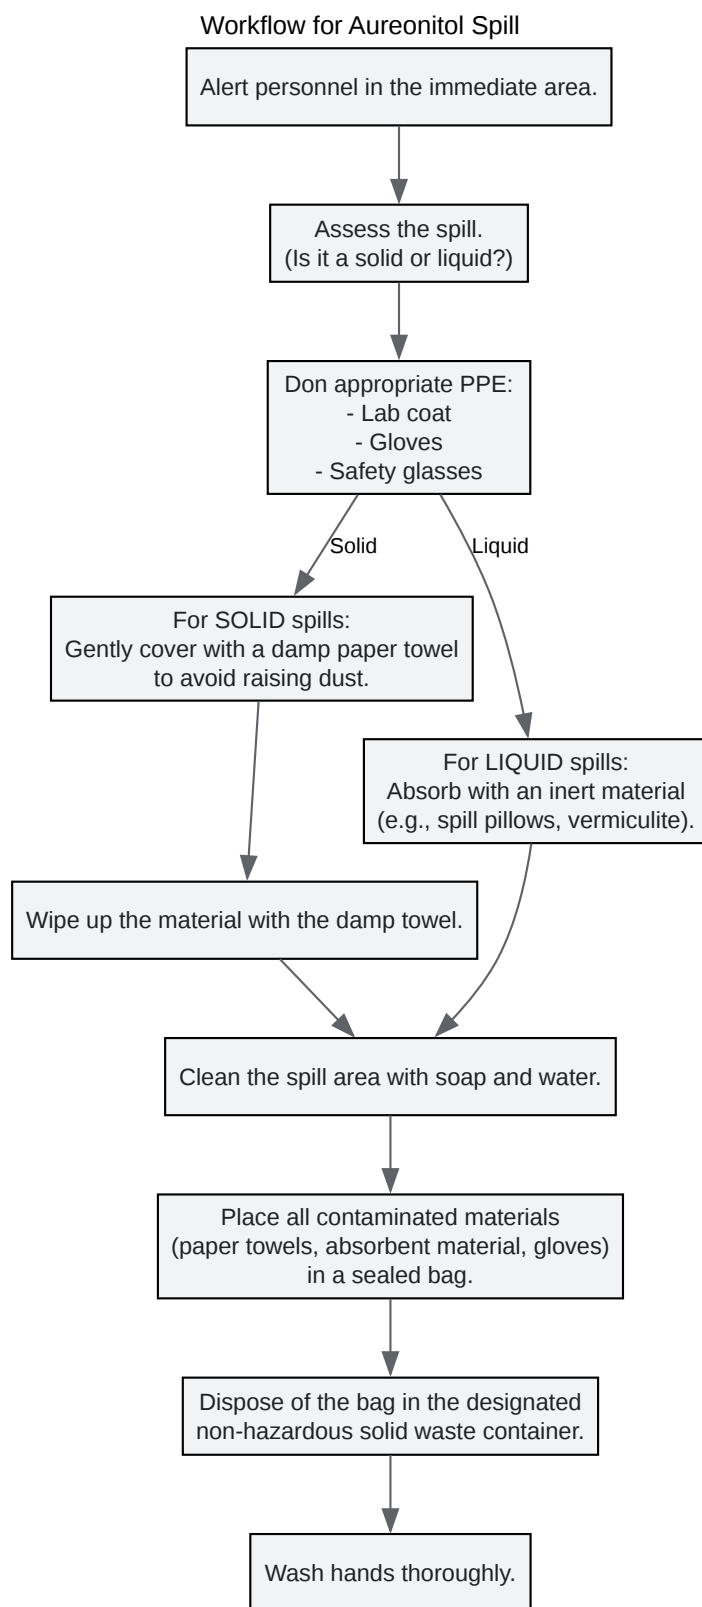 Workflow for Aureonitol Spill
Alert personnel in the immediate area.
Assess the spill.
(Is it a solid or liquid?)
Don appropriate PPE:
- Lab coat
- Gloves
- Safety glasses
Solid
Liquid
For SOLID spills:
Gently cover with a damp paper towel
to avoid raising dust.
For LIQUID spills:
Absorb with an inert material
(e.g., spill pillows, vermiculite).
Wipe up the material with the damp towel.
Clean the spill area with soap and water.
Place all contaminated materials
(paper towels, absorbent material, gloves)
in a sealed bag.
Dispose of the bag in the designated
non-hazardous solid waste container.
Wash hands thoroughly.